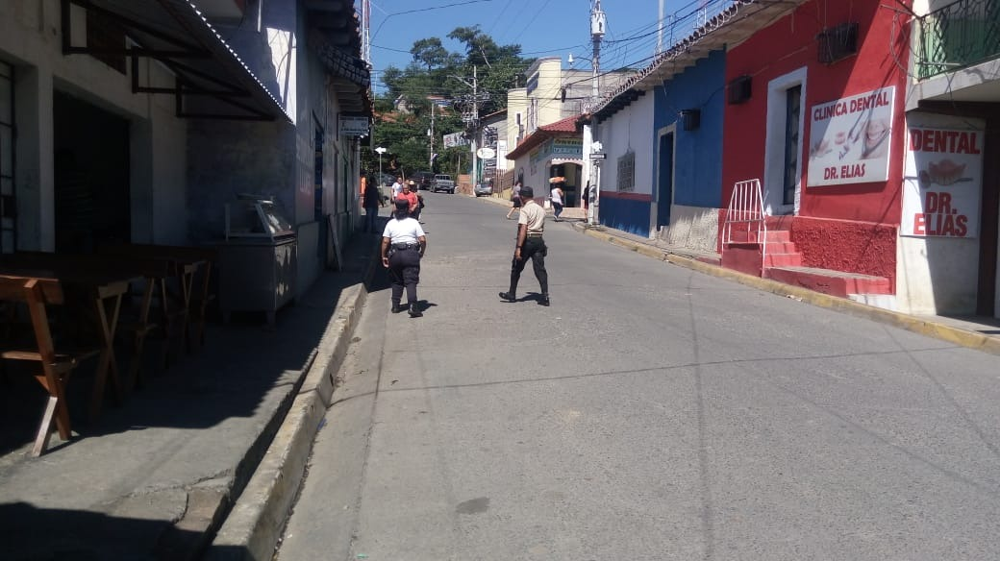 CLINICA DENTAL
DR. ELIAS
DENTAL
DR.
ELIAS